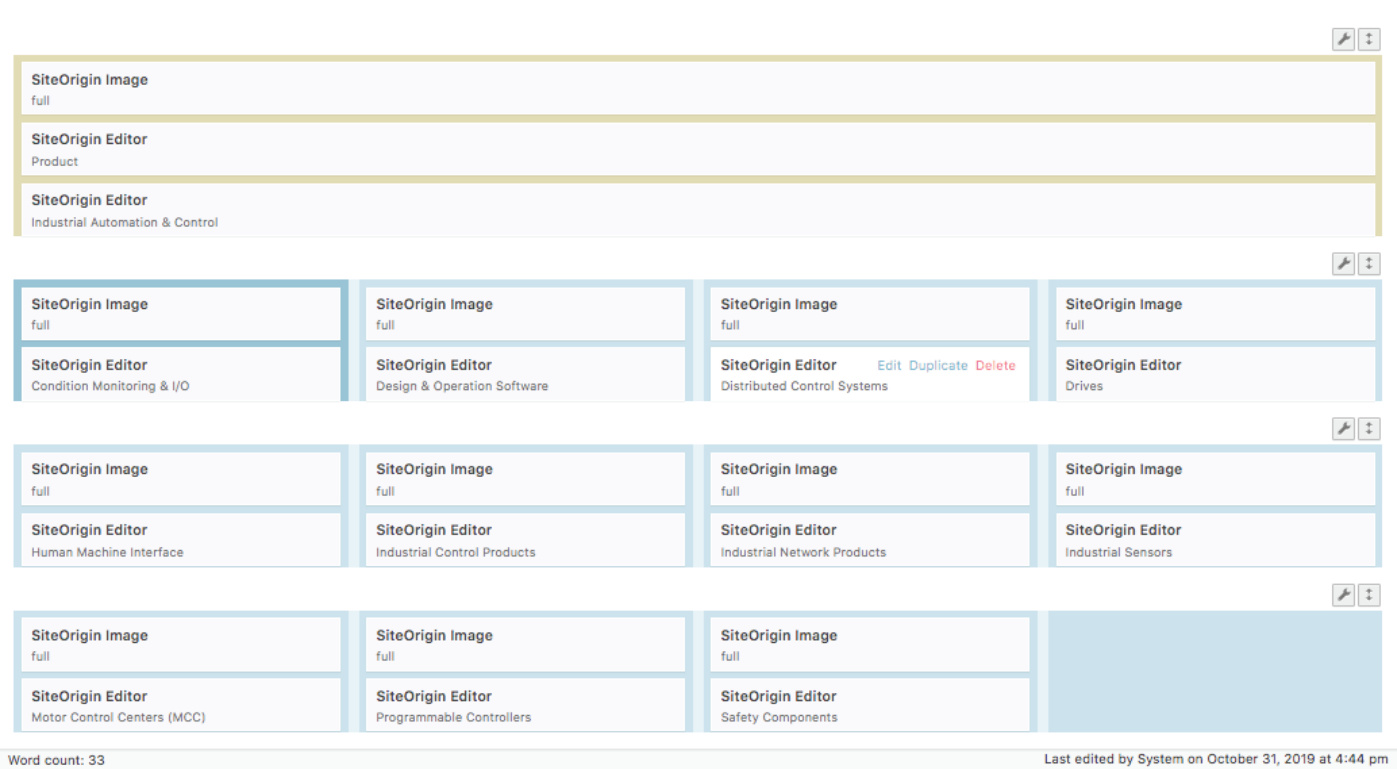 SiteOrigin Image
full
SiteOrigin Editor
Product
SiteOrigin Editor
Industrial Automation & Control
SiteOrigin Image
full
SiteOrigin Editor
Condition Monitoring & I/O
SiteOrigin Image
full
SiteOrigin Editor
Design & Operation Software
SiteOrigin Image
full
SiteOrigin Editor Edit Duplicate Delete
Distributed Control Systems
SiteOrigin Image
full
SiteOrigin Editor
Drives
SiteOrigin Image
full
SiteOrigin Editor
Human Machine Interface
SiteOrigin Image
full
SiteOrigin Editor
Industrial Control Products
SiteOrigin Image
full
SiteOrigin Editor
Industrial Network Products
SiteOrigin Image
full
SiteOrigin Editor
Industrial Sensors
SiteOrigin Image
full
SiteOrigin Editor
Motor Control Centers (MCC)
SiteOrigin Image
full
SiteOrigin Editor
Programmable Controllers
SiteOrigin Image
full
SiteOrigin Editor
Safety Components
Word count: 33
Last edited by System on October 31, 2019 at 4:44 pm